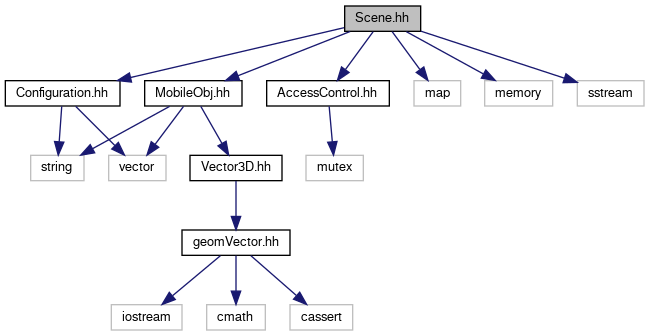 Scene.hh
Configuration.hh
MobileObj.hh
AccessControl.hh
map
memory
sstream
string
vector
Vector3D.hh
mutex
geomVector.hh
iostream
cmath
cassert